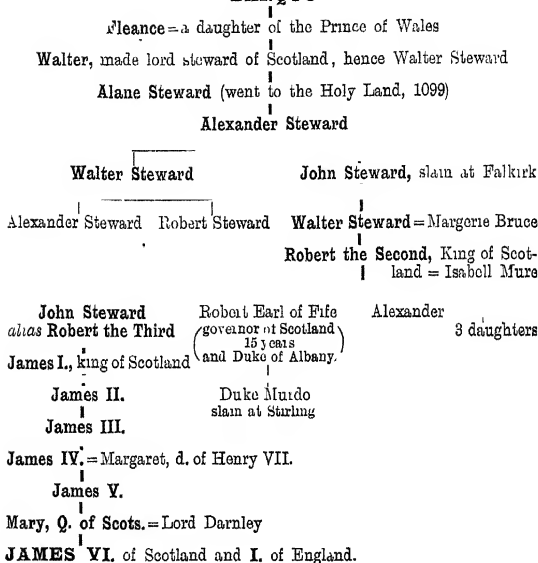 Fleance = a daughter of the Prince of Wales
Walter, made lord steward of Scotland, hence Walter Steward
Alane Steward (went to the Holy Land, 1099)
Alexander Steward
Walter Steward
John Steward, slain at Falkirk
Alexander Steward Robert Steward
Walter Steward = Margerie Bruce
Robert the Second, King of Scot-
land = Isabell Mure
John Steward
alias Robert the Third
Robert Earl of Fife
(governor of Scotland
15 years
and Duke of Albany.)
Alexander
3 daughters
James I., king of Scotland
James II.
Duke Murdo
slain at Stirling
James III.
James IV. = Margaret, d. of Henry VII.
James V.
Mary, Q. of Scots. = Lord Darnley
JAMES VI. of Scotland and I. of England.